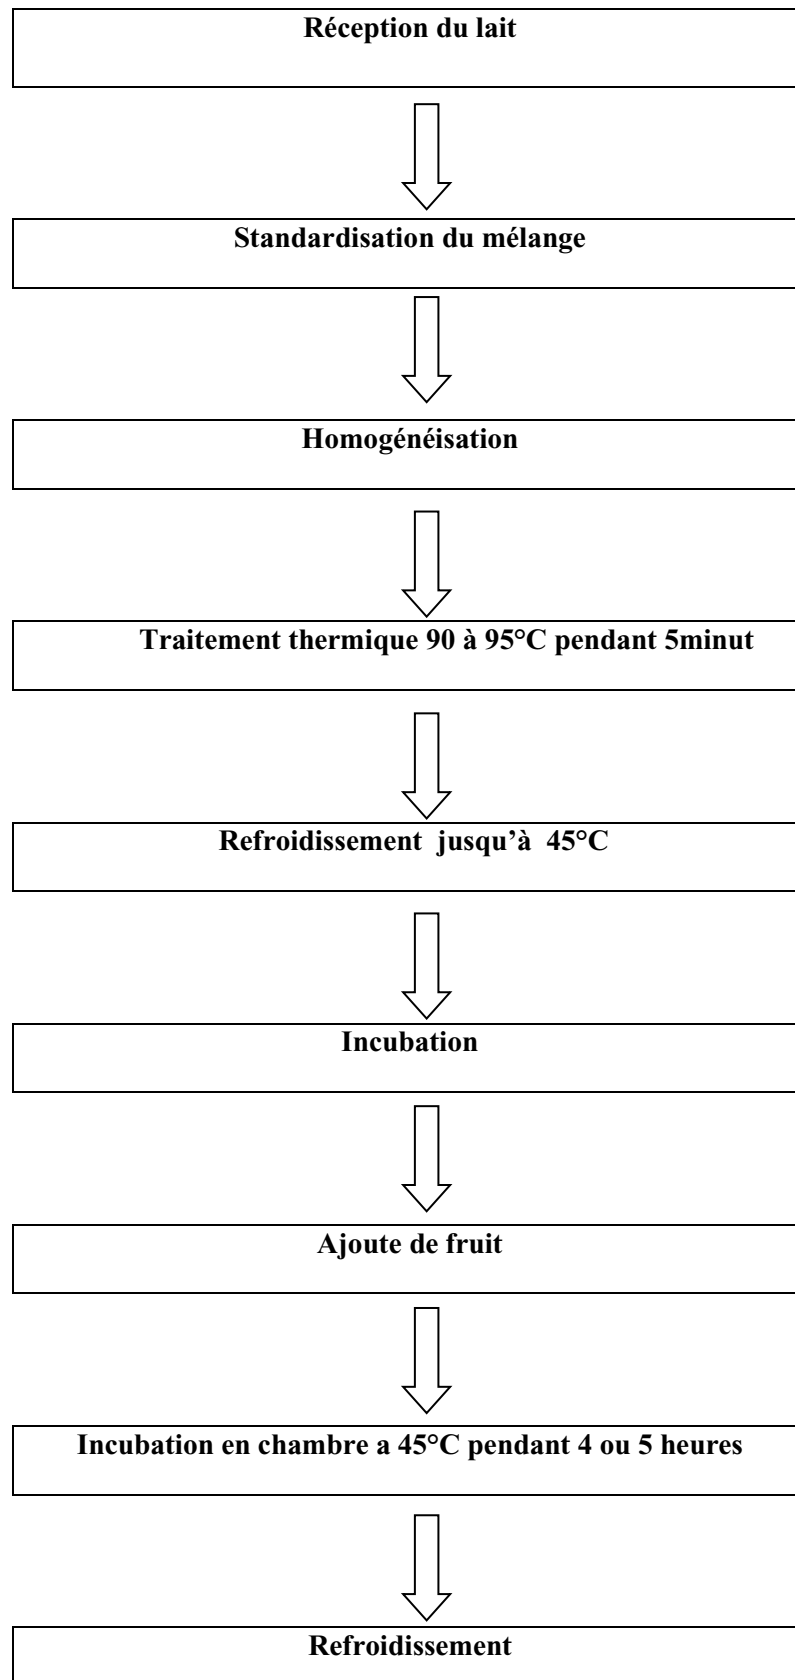 Réception du lait
Standardisation du mélange
Homogénéisation
Traitement thermique 90 à 95°C pendant 5minut
Refroidissement jusqu’à 45°C
Incubation
Ajoute de fruit
Incubation en chambre a 45°C pendant 4 ou 5 heures
Refroidissement